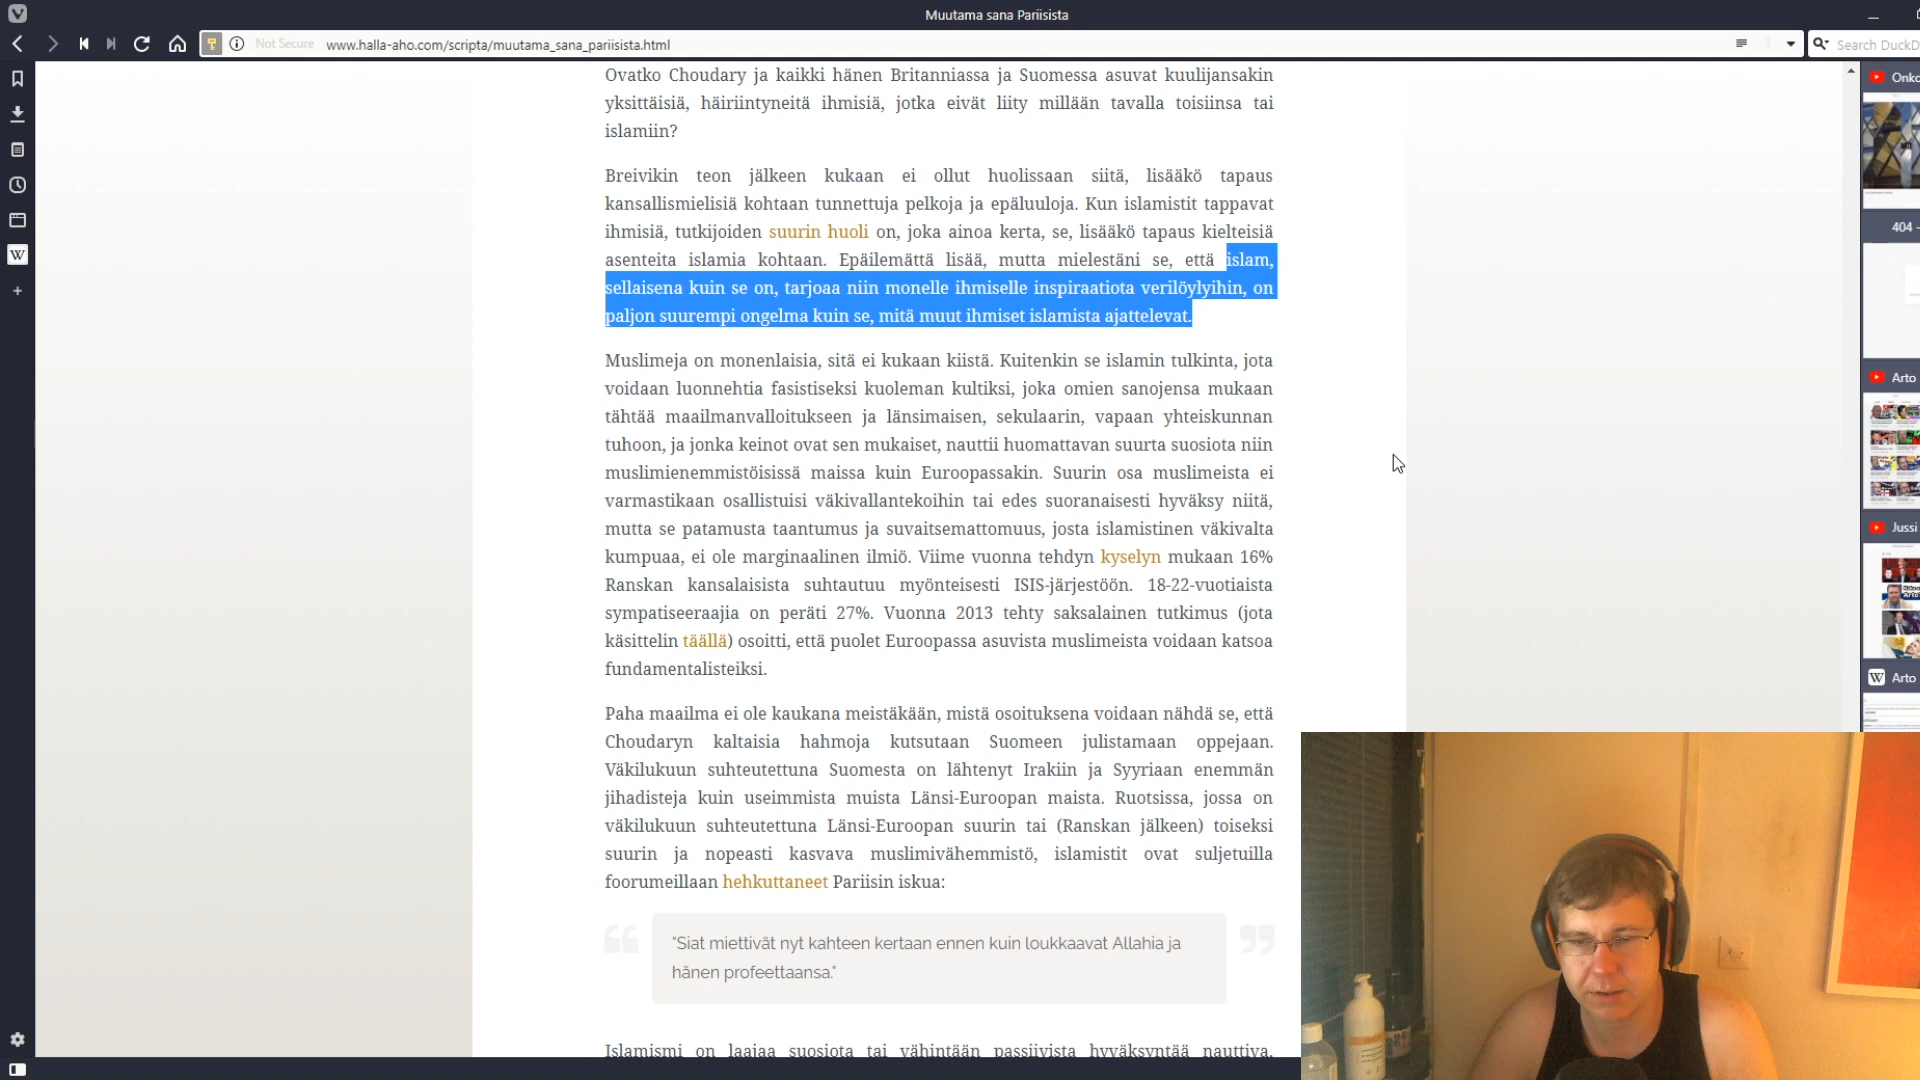 Muutama sana Pariisista
Not Secure www.halla-aho.com/scripta/muutama_sana_pariisista.html
Search DuckD
Ovatko Choudary ja kaikki hänen Britanniassa ja Suomessa asuvat kuulijansakin
yksittäisiä, häiriintyneitä ihmisiä, jotka eivät liity millään tavalla toisiinsa tai
islamiin?
Breivikin teon jälkeen kukaan ei ollut huolissaan siitä, lisääkö tapaus
kansallismielisiä kohtaan tunnettuja pelkoja ja epäluuloja. Kun islamistit tappavat
ihmisiä, tutkijoiden suurin huoli on, joka ainoa kerta, se, lisääkö tapaus kielteisiä
asenteita islamia kohtaan. Epäilemättä lisää, mutta mielestäni se, että islam,
sellaisena kuin se on, tarjoaa niin monelle ihmiselle inspiraatiota verilöylyihin, on
paljon suurempi ongelma kuin se, mitä muut ihmiset islamista ajattelevat.
Muslimeja on monenlaisia, sitä ei kukaan kiistä. Kuitenkin se islamin tulkinta, jota
voidaan luonnehtia fasistiseksi kuoleman kultiksi, joka omien sanojensa mukaan
tähtää maailmanvalloitukseen ja länsimaisen, sekulaarin, vapaan yhteiskunnan
tuhoon, ja jonka keinot ovat sen mukaiset, nauttii huomattavan suurta suosiota niin
muslimienemmistöisissä maissa kuin Euroopassakin. Suurin osa muslimeista ei
varmastikaan osallistuisi väkivallantekoihin tai edes suoranaisesti hyväksy niitä,
mutta se patamusta taantumus ja suvaitsemattomuus, josta islamistinen väkivalta
kumpuaa, ei ole marginaalinen ilmiö. Viime vuonna tehdyn kyselyn mukaan 16%
Ranskan kansalaisista suhtautuu myönteisesti ISIS-järjestöön. 18-22-vuotiaista
sympatiseeraajia on peräti 27%. Vuonna 2013 tehty saksalainen tutkimus (jota
käsittelin täällä) osoitti, että puolet Euroopassa asuvista muslimeista voidaan katsoa
fundamentalisteiksi.
Paha maailma ei ole kaukana meistäkään, mistä osoituksena voidaan nähdä se, että
Choudaryn kaltaisia hahmoja kutsutaan Suomeen julistamaan oppejaan.
Väkilukuun suhteutettuna Suomesta on lähtenyt Irakiin ja Syyriaan enemmän
jihadisteja kuin useimmista muista Länsi-Euroopan maista. Ruotsissa, jossa on
väkilukuun suhteutettuna Länsi-Euroopan suurin tai (Ranskan jälkeen) toiseksi
suurin ja nopeasti kasvava muslimivähemmistö, islamistit ovat suljetuilla
foorumeillaan hehkuttaneet Pariisin iskua:
"Siat miettivät nyt kahteen kertaan ennen kuin loukkaavat Allahia ja
hänen profeettaansa."
Islamismi on laajaa suosiota tai vähintään passiivista hyväksyntää nauttiva,
Onko
404 -
Arto
Jussi
Arto